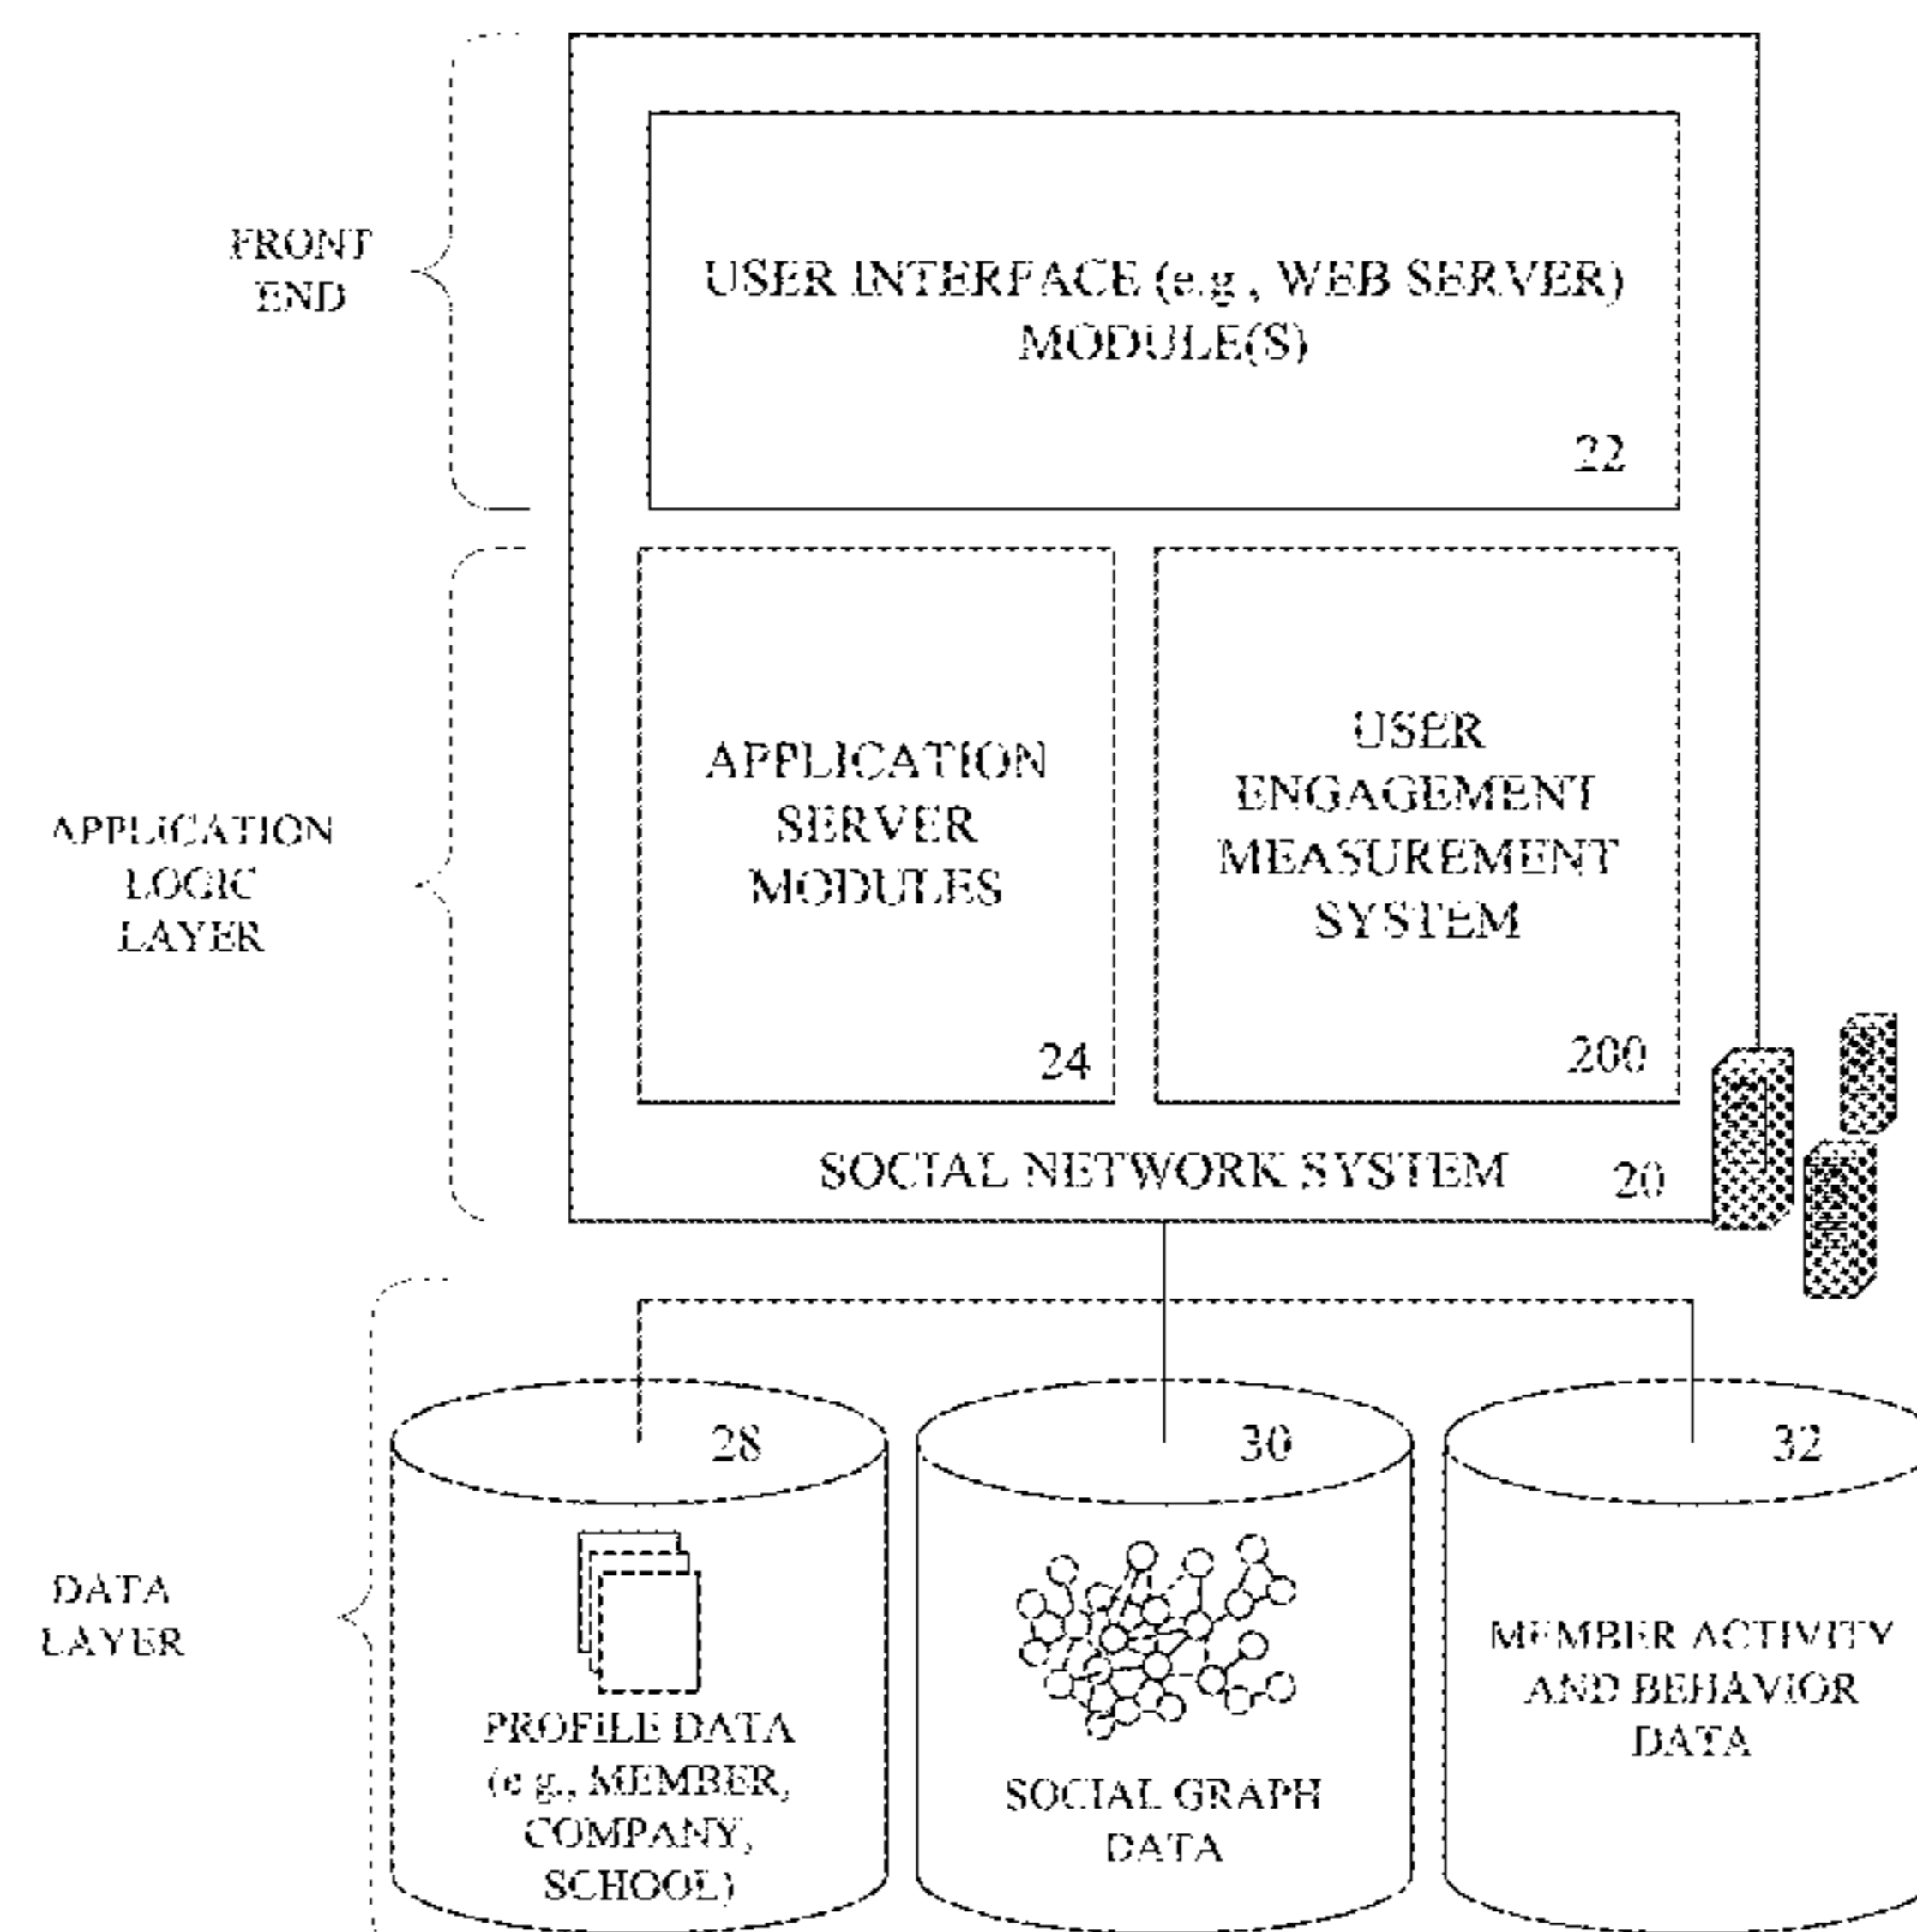 FRONT
END
USER INTERFACE (e.g., WEB SERVER)
MODULE(S)
22
APPLICATION
LOGIC
LAYER
APPLICATION
SERVER
MODULES
24
USER
ENGAGEMENT
MEASUREMENT
SYSTEM
200
SOCIAL NETWORK SYSTEM
20
DATA
LAYER
28
PROFILE DATA
(e.g., MEMBER,
COMPANY,
SCHOOL)
30
SOCIAL GRAPH
DATA
32
MEMBER ACTIVITY
AND BEHAVIOR
DATA